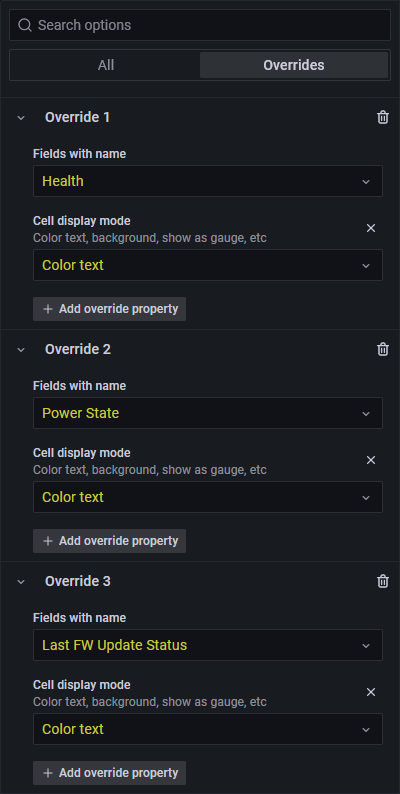 Search options
All
Overrides
Override 1
Fields with name
Health
Cell display mode
Color text, background, show as gauge, etc
Color text
+ Add override property
Override 2
Fields with name
Power State
Cell display mode
Color text, background, show as gauge, etc
Color text
+ Add override property
Override 3
Fields with name
Last FW Update Status
Cell display mode
Color text, background, show as gauge, etc
Color text
+ Add override property